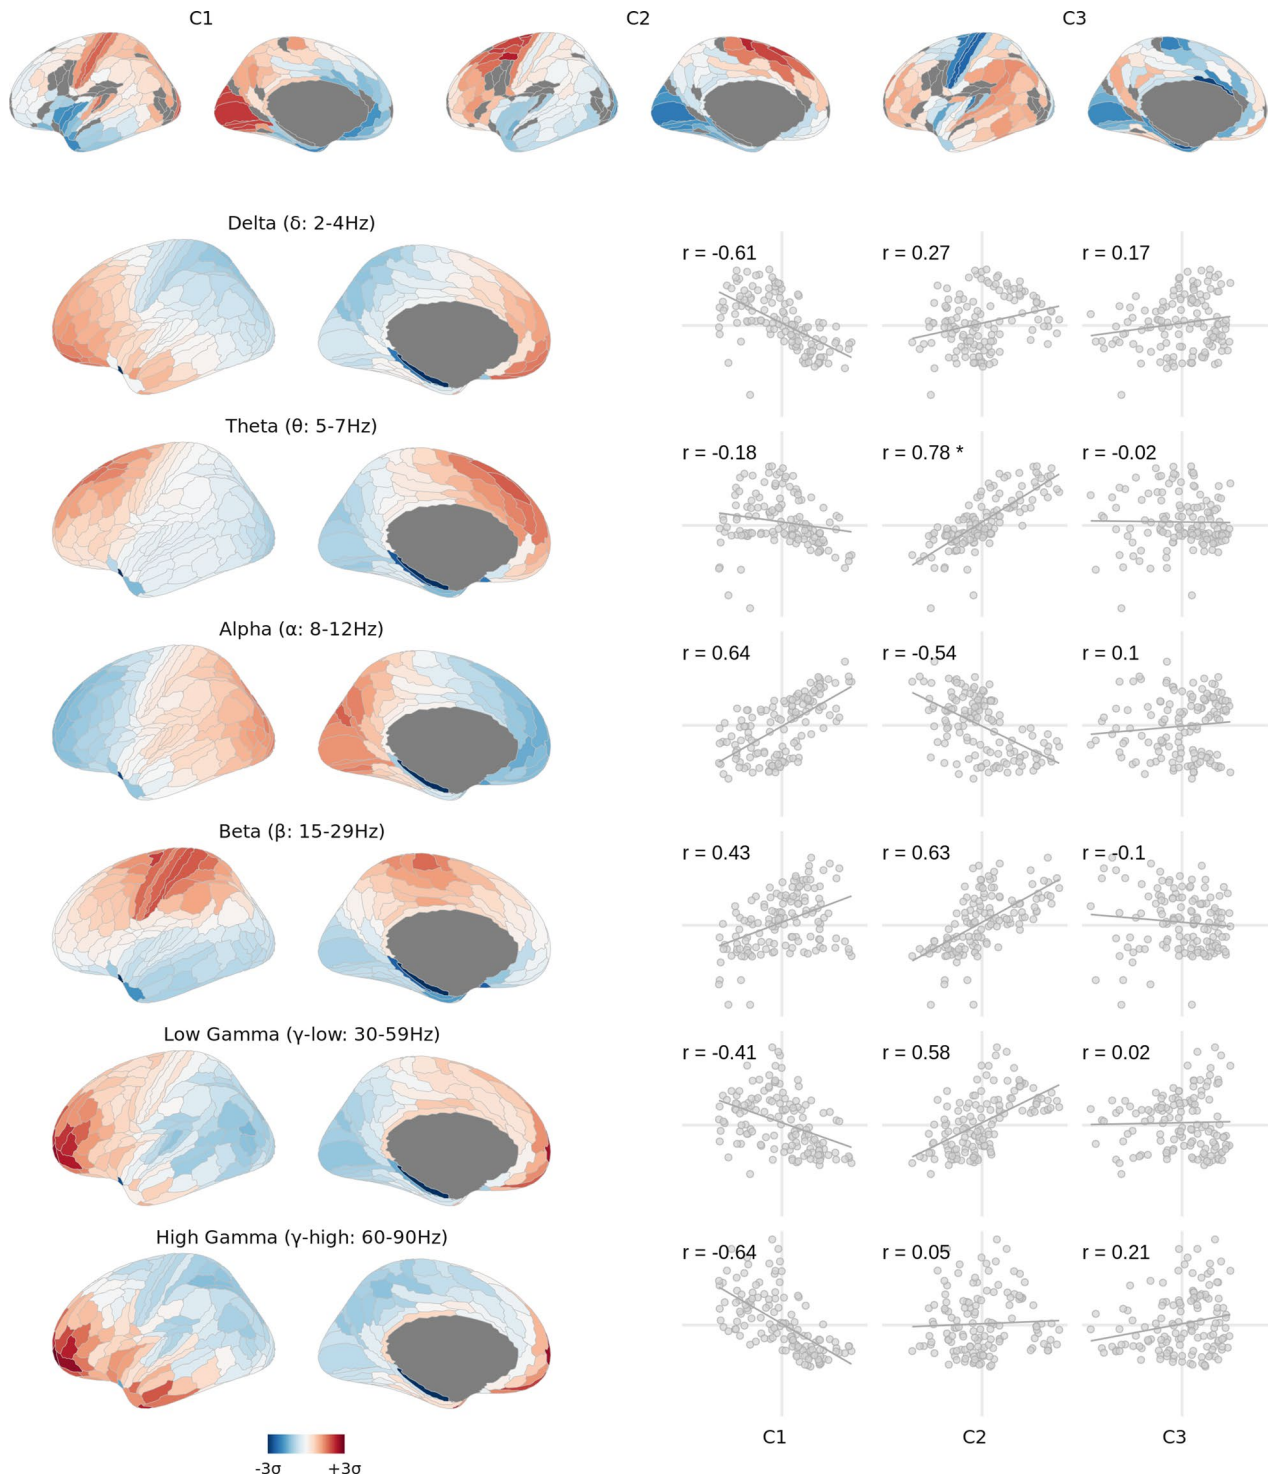 C1 C2 C3
Delta (δ: 2-4Hz)
r = -0.61 r = 0.27 r = 0.17
Theta (θ: 5-7Hz)
r = -0.18 r = 0.78 * r = -0.02
Alpha (α: 8-12Hz)
r = 0.64 r = -0.54 r = 0.1
Beta (β: 15-29Hz)
r = 0.43 r = 0.63 r = -0.1
Low Gamma (γ-low: 30-59Hz)
r = -0.41 r = 0.58 r = 0.02
High Gamma (γ-high: 60-90Hz)
r = -0.64 r = 0.05 r = 0.21
C1 C2 C3
-3σ +3σ